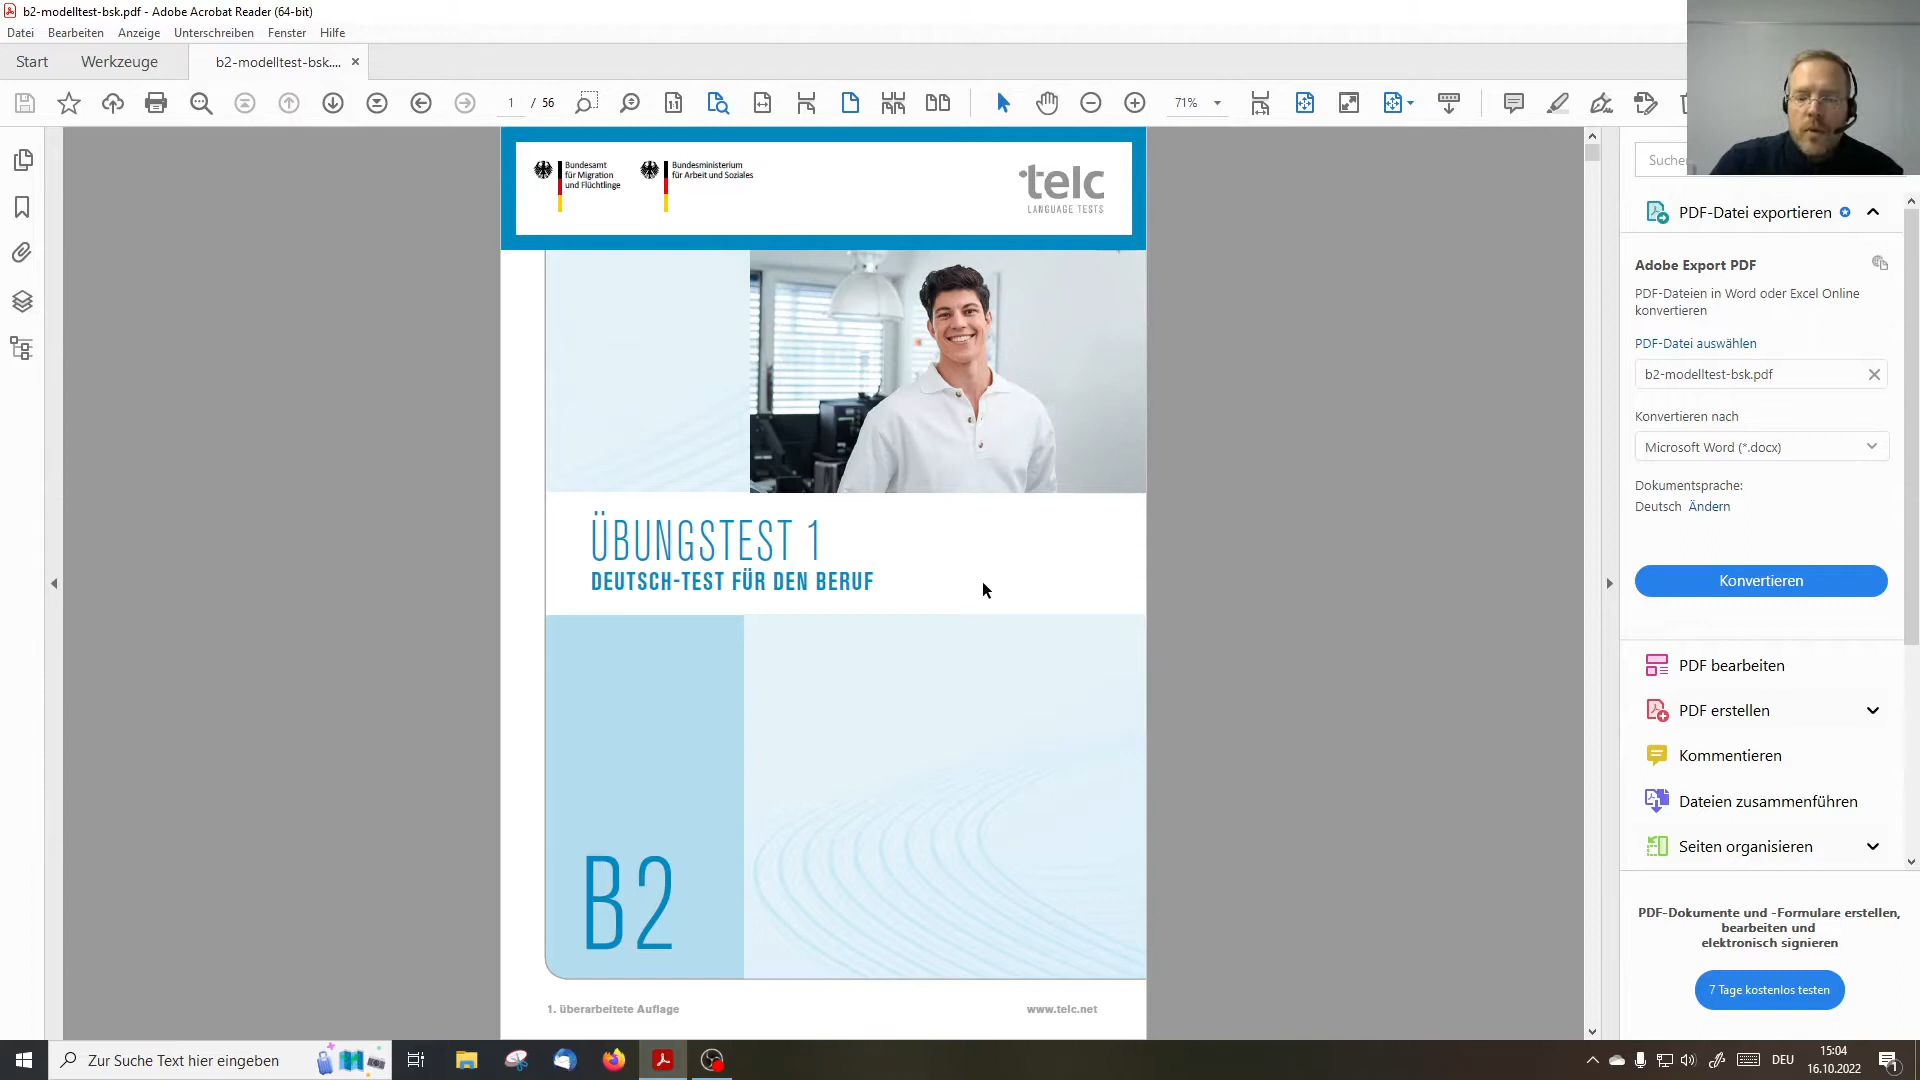 b2-modelltest-bsk.pdf - Adobe Acrobat Reader (64-bit)
Datei Bearbeiten Anzeige Unterschreiben Fenster Hilfe
Start Werkzeuge b2-modelltest-bsk....
1 / 56 71%
Bundesamt
für Migration
und Flüchtlinge
Bundesministerium
für Arbeit und Soziales
telc
LANGUAGE TESTS
ÜBUNGSTEST 1
DEUTSCH-TEST FÜR DEN BERUF
B2
1. überarbeitete Auflage
www.telc.net
PDF-Datei exportieren
Adobe Export PDF
PDF-Dateien in Word oder Excel Online
konvertieren
PDF-Datei auswählen
b2-modelltest-bsk.pdf
Konvertieren nach
Microsoft Word (*.docx)
Dokumentsprache:
Deutsch Ändern
Konvertieren
PDF bearbeiten
PDF erstellen
Kommentieren
Dateien zusammenführen
Seiten organisieren
PDF-Dokumente und -Formulare erstellen,
bearbeiten und
elektronisch signieren
7 Tage kostenlos testen
Zur Suche Text hier eingeben
DEU
15:04
16.10.2022
1